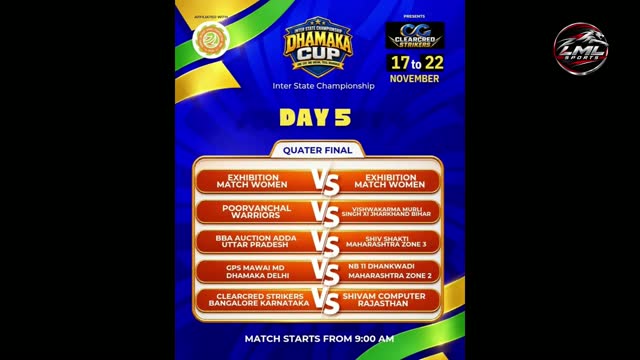 AFFILIATED WITH
INTER STATE CHAMPIONSHIP
DHAMAKA
CUP
Inter State Championship
PRESENTS
CLEARCRED
STRIKERS
17 to 22
NOVEMBER
LML
SPORTS
DAY 5
QUATER FINAL
EXHIBITION MATCH WOMEN VS EXHIBITION MATCH WOMEN
POORVANCHAL WARRIORS VS VISHWAKARMA MURLI SINGH XI JHARKHAND BIHAR
BBA AUCTION ADDA UTTAR PRADESH VS SHIV SHAKTI MAHARASHTRA ZONE 3
GPS MAWAI MD DHAMAKA DELHI VS NB 11 DHANKWADI MAHARASHTRA ZONE 2
CLEARCRED STRIKERS BANGALORE KARNATAKA VS SHIVAM COMPUTER RAJASTHAN
MATCH STARTS FROM 9:00 AM